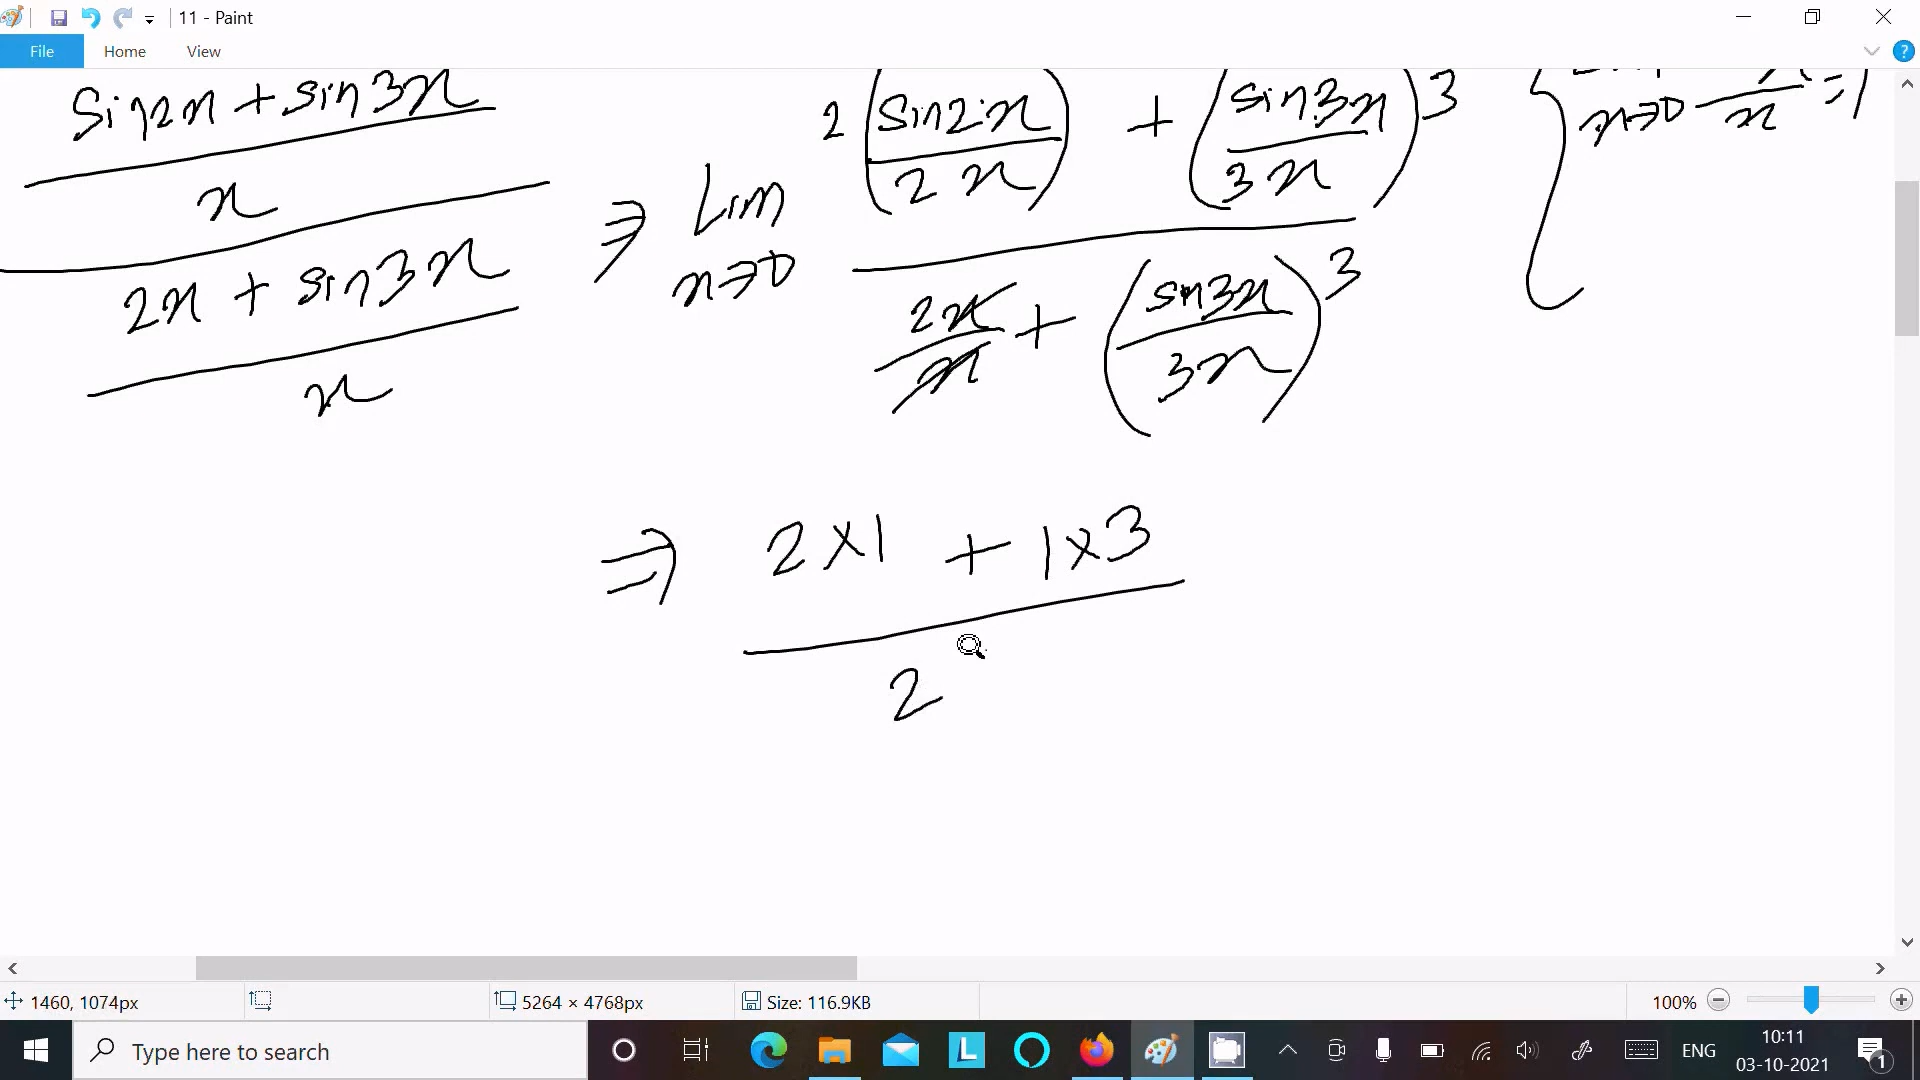 11 - Paint
File Home View
sin2x + sin3x
x
2x + sin3x
x
⇒ Lim x→0
2 (sin2x / 2x) + (sin3x / 3x) 3
2x / x + (sin3x / 3x) 3
x→0 x = 1
⇒ 2×1 + 1×3
2
1460, 1074px 5264 × 4768px Size: 116.9KB 100%
Type here to search
L
ENG
10:11
03-10-2021
1